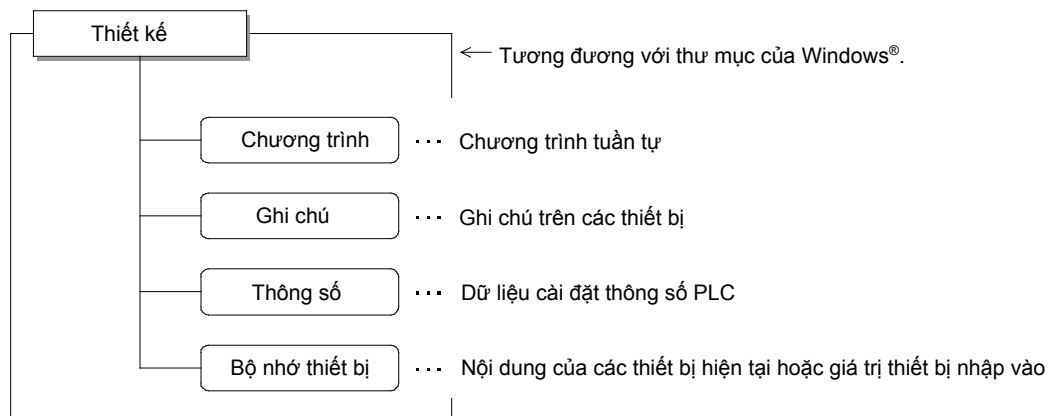 Thiết kế
← Tương đương với thư mục của Windows®.
Chương trình ··· Chương trình tuần tự
Ghi chú ··· Ghi chú trên các thiết bị
Thông số ··· Dữ liệu cài đặt thông số PLC
Bộ nhớ thiết bị ··· Nội dung của các thiết bị hiện tại hoặc giá trị thiết bị nhập vào